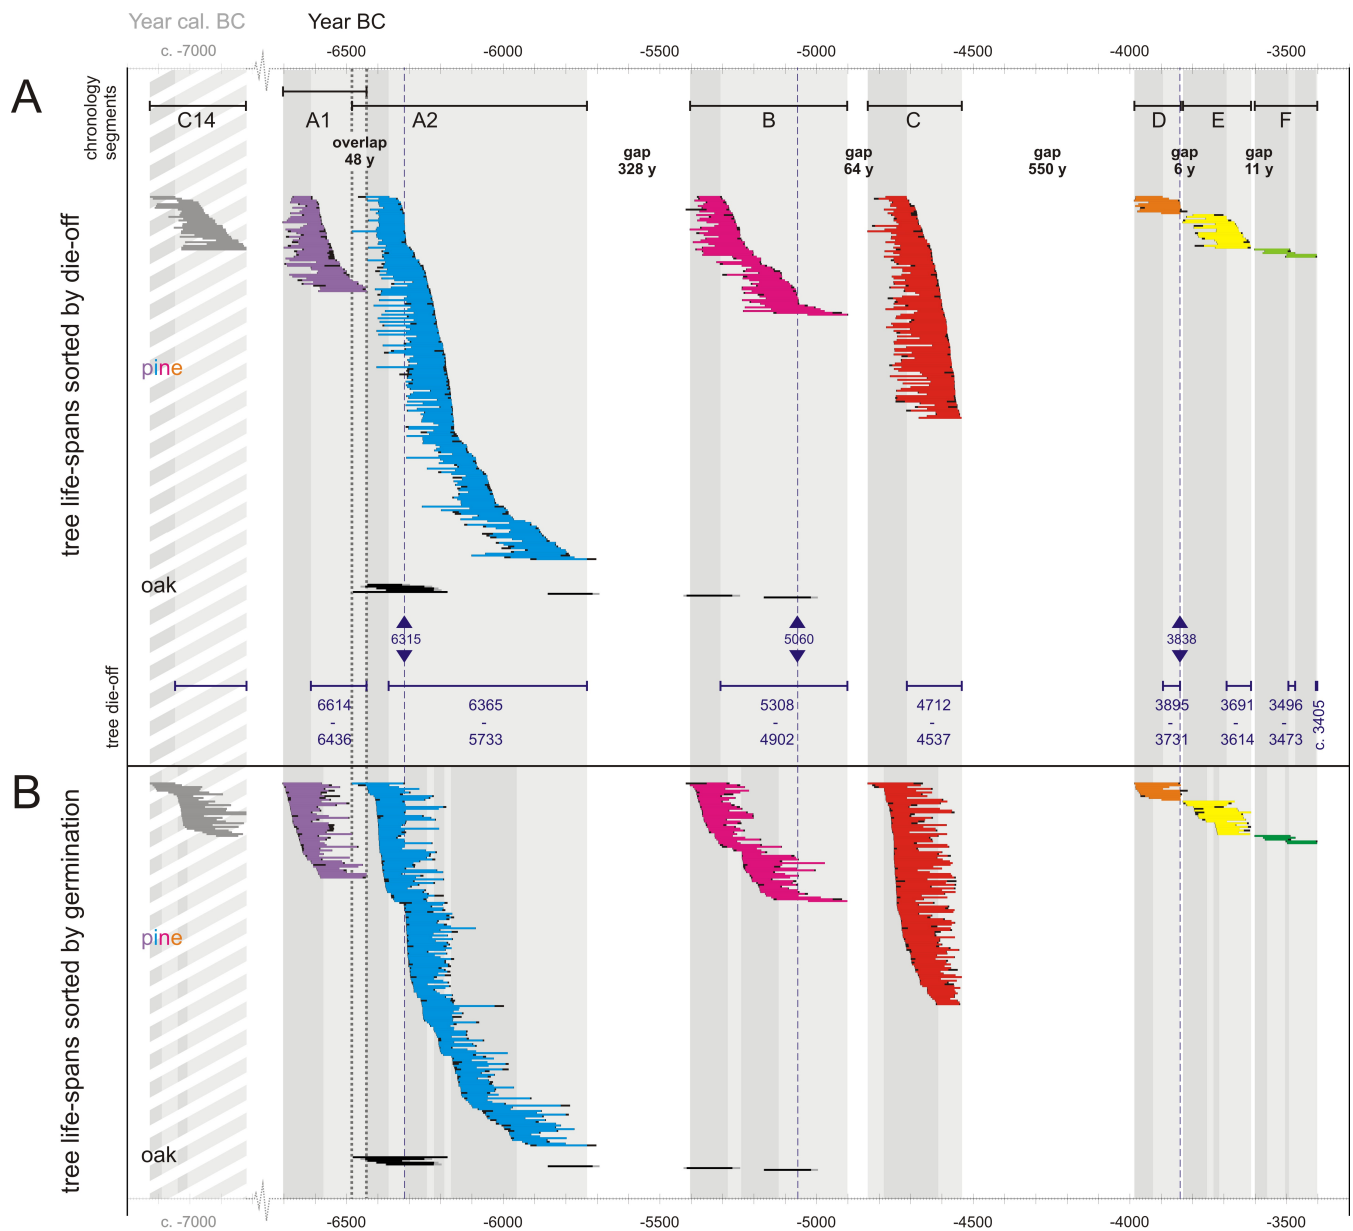 Year cal. BC
Year BC
c. -7000
-6500
-6000
-5500
-5000
-4500
-4000
-3500
A
chronology
segments
C14
A1
A2
B
C
D
E
F
overlap
48 y
gap
328 y
gap
64 y
gap
550 y
gap
6 y
gap
11 y
tree life-spans sorted by die-off
pine
oak
6315
5060
3838
tree die-off
6614
-
6436
6365
-
5733
5308
-
4902
4712
-
4537
3895
-
3731
3691
-
3614
3496
-
3473
c. 3405
B
tree life-spans sorted by germination
pine
oak
c. -7000
-6500
-6000
-5500
-5000
-4500
-4000
-3500